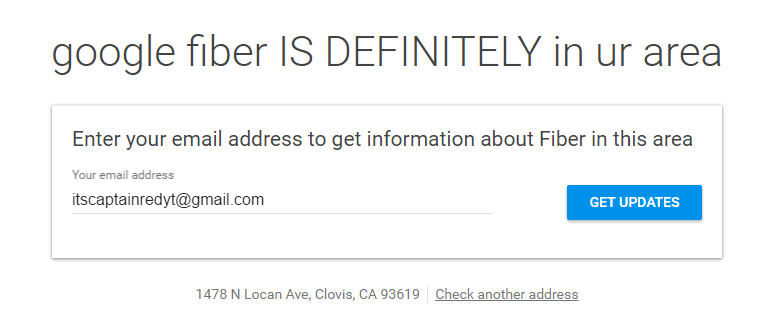 google fiber IS DEFINITELY in ur area
Enter your email address to get information about Fiber in this area
Your email address
itscaptainredyt@gmail.com
GET UPDATES
1478 N Locan Ave, Clovis, CA 93619 | Check another address